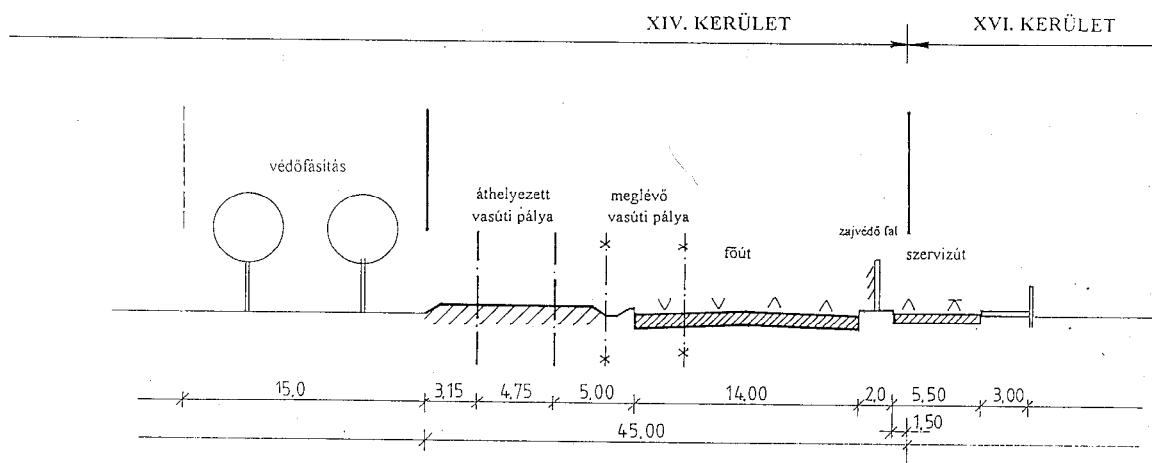 XIV. KERÜLET
XVI. KERÜLET
védőfásítás
áthelyezett
vasúti pálya
meglévő
vasúti pálya
főút
zajvédő fal
szervizút
15,0
3,15
4,75
5,00
14,00
2,0
5,50
3,00
45,00
1,50